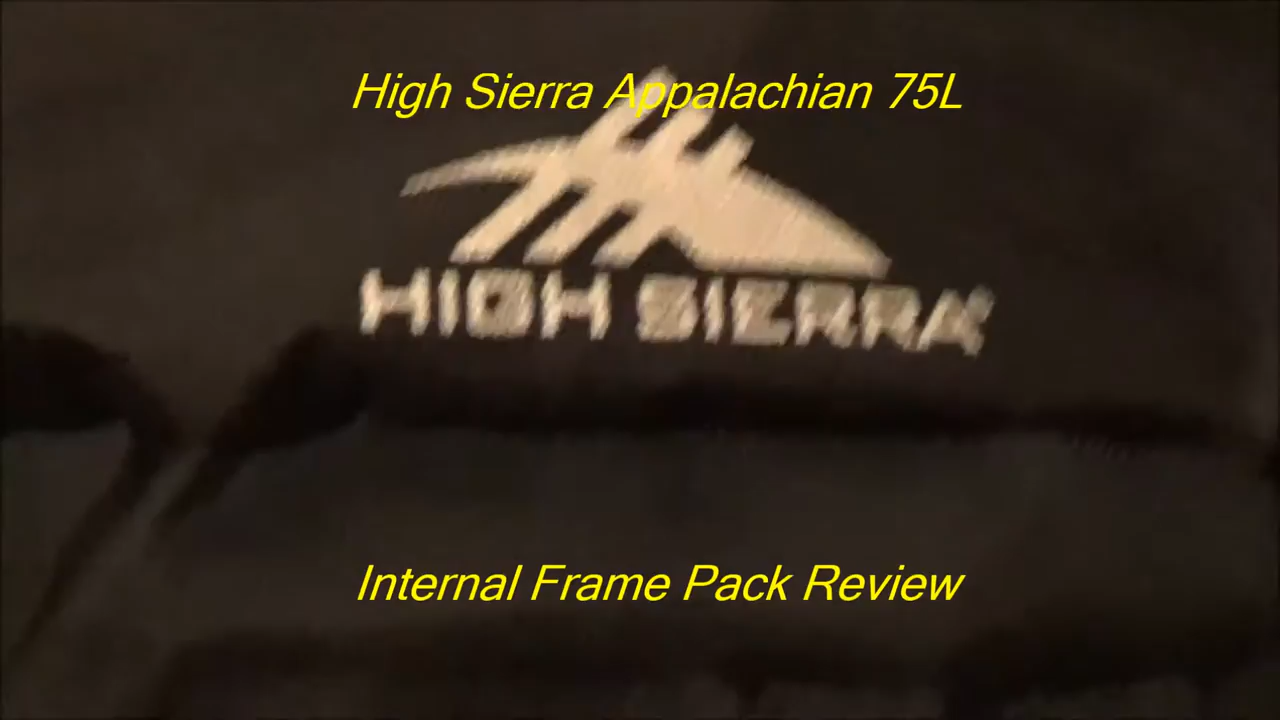 High Sierra Appalachian 75L
HIGH SIERRA
Internal Frame Pack Review